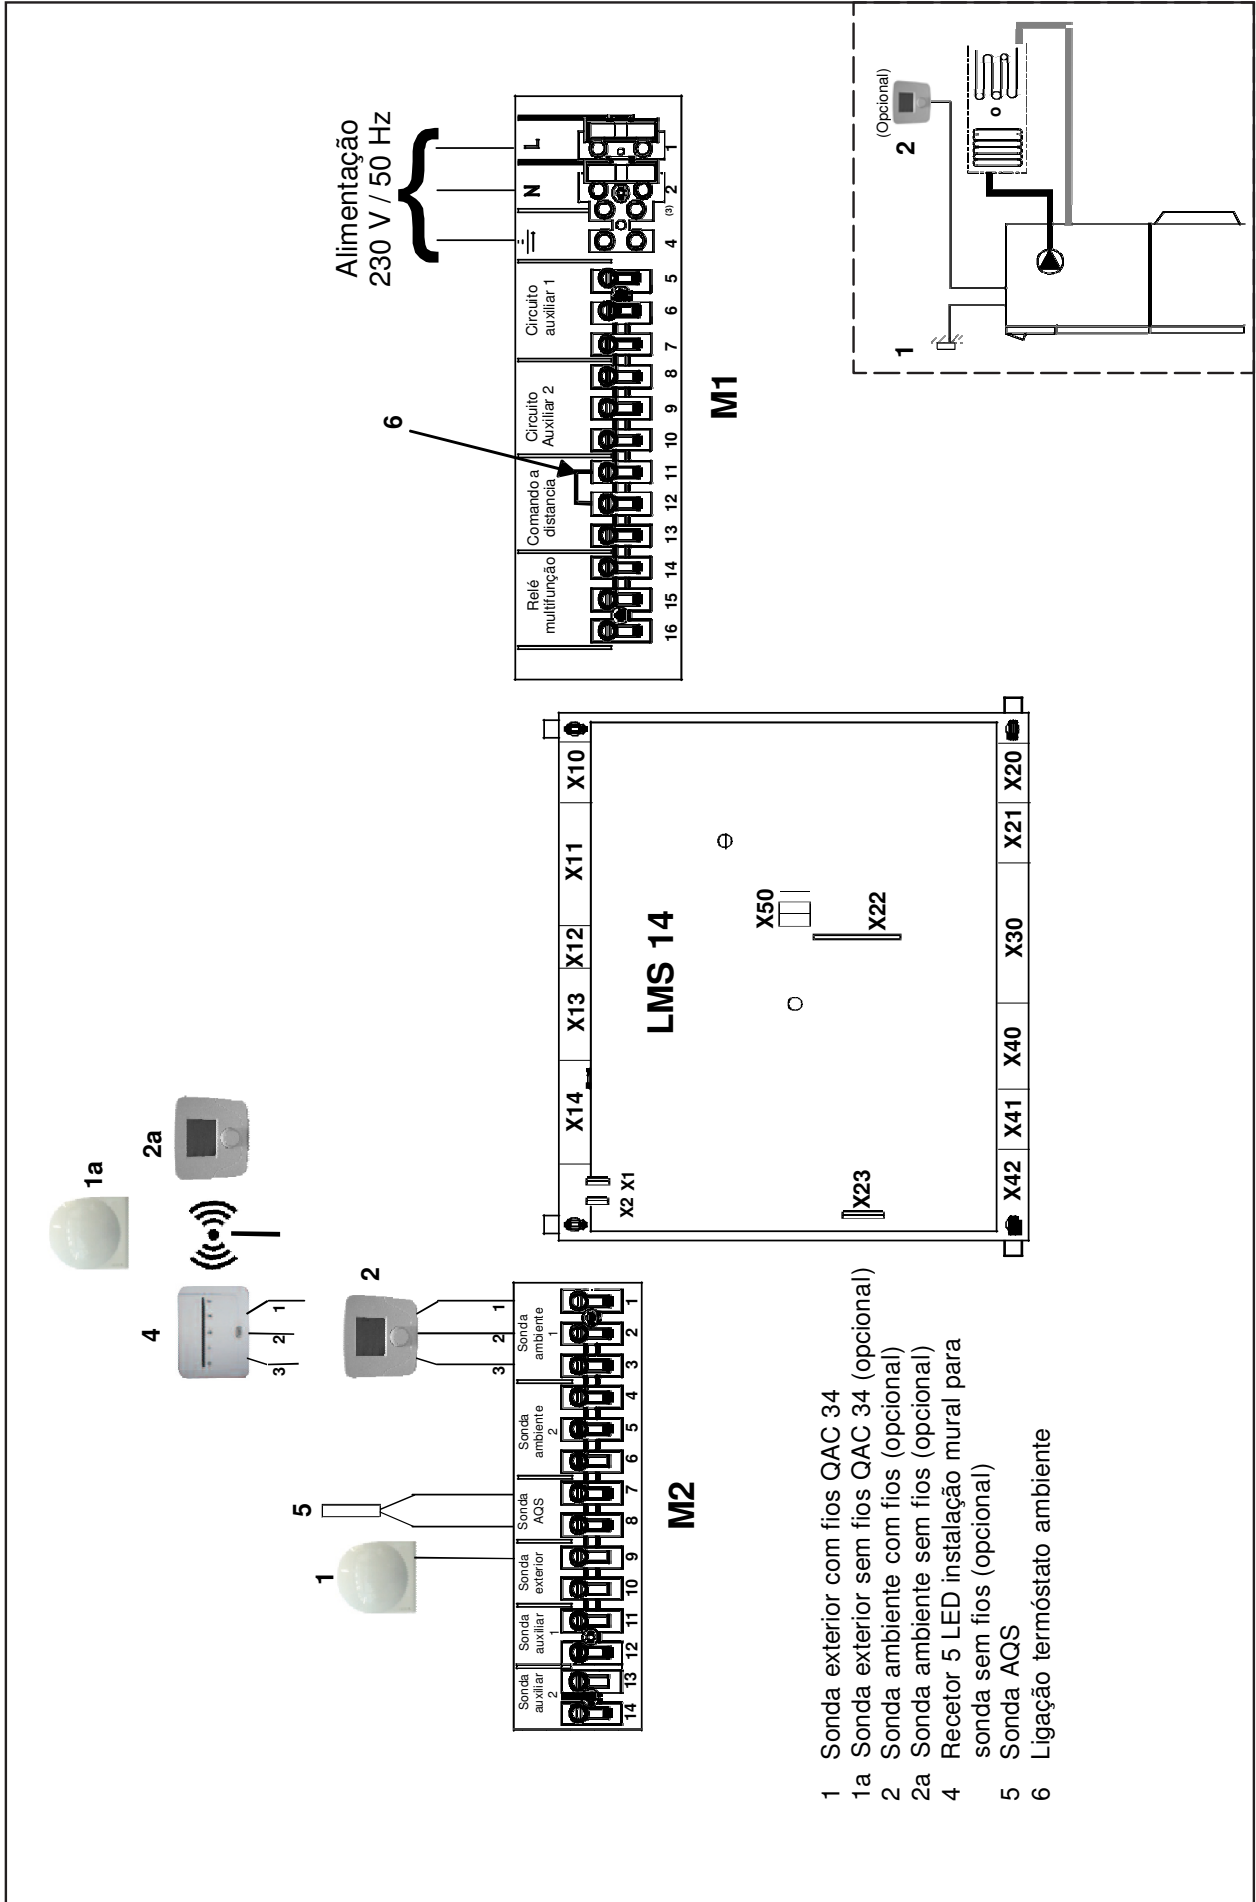 1a
2a
4
1
2
3
2
1
2
3
5
1
Sonda
auxiliar
2
Sonda
auxiliar
1
Sonda
exterior
Sonda
AQS
Sonda
ambiente
2
Sonda
ambiente
1
14
13
12
11
10
9
8
7
6
5
4
3
2
1
M2
X14
X13
X12
X11
X10
X2
X1
LMS 14
X50
X22
X23
X42
X41
X40
X30
X21
X20
Alimentação
230 V / 50 Hz
6
Relé
multifunção
Comando a
distancia
Circuito
Auxiliar 2
Circuito
auxiliar 1
N
L
16
15
14
13
12
11
10
9
8
7
6
5
4
(3)
2
1
M1
(Opcional)
2
1
1 Sonda exterior com fios QAC 34
1a Sonda exterior sem fios QAC 34 (opcional)
2 Sonda ambiente com fios (opcional)
2a Sonda ambiente sem fios (opcional)
4 Recetor 5 LED instalação mural para
sonda sem fios (opcional)
5 Sonda AQS
6 Ligação termóstato ambiente